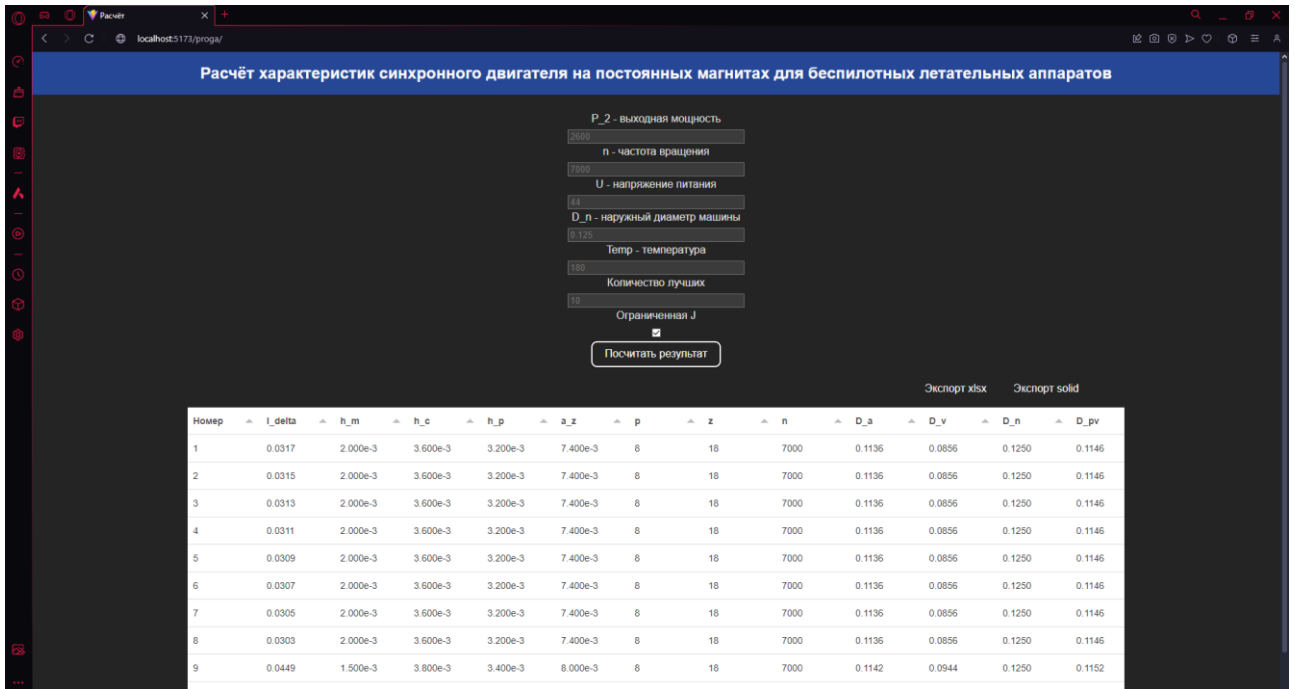 Расчёт
localhost:5173/proga/
Расчёт характеристик синхронного двигателя на постоянных магнитах для беспилотных летательных аппаратов
P_2 - выходная мощность
2600
n - частота вращения
7000
U - напряжение питания
44
D_n - наружный диаметр машины
0.125
Temp - температура
180
Количество лучших
10
Ограниченная J
Посчитать результат
Экспорт xlsx Экспорт solid
Номер l_delta h_m h_c h_p a_z p z n D_a D_v D_n D_pv
1 0.0317 2.000e-3 3.600e-3 3.200e-3 7.400e-3 8 18 7000 0.1136 0.0856 0.1250 0.1146
2 0.0315 2.000e-3 3.600e-3 3.200e-3 7.400e-3 8 18 7000 0.1136 0.0856 0.1250 0.1146
3 0.0313 2.000e-3 3.600e-3 3.200e-3 7.400e-3 8 18 7000 0.1136 0.0856 0.1250 0.1146
4 0.0311 2.000e-3 3.600e-3 3.200e-3 7.400e-3 8 18 7000 0.1136 0.0856 0.1250 0.1146
5 0.0309 2.000e-3 3.600e-3 3.200e-3 7.400e-3 8 18 7000 0.1136 0.0856 0.1250 0.1146
6 0.0307 2.000e-3 3.600e-3 3.200e-3 7.400e-3 8 18 7000 0.1136 0.0856 0.1250 0.1146
7 0.0305 2.000e-3 3.600e-3 3.200e-3 7.400e-3 8 18 7000 0.1136 0.0856 0.1250 0.1146
8 0.0303 2.000e-3 3.600e-3 3.200e-3 7.400e-3 8 18 7000 0.1136 0.0856 0.1250 0.1146
9 0.0449 1.500e-3 3.800e-3 3.400e-3 8.000e-3 8 18 7000 0.1142 0.0944 0.1250 0.1152